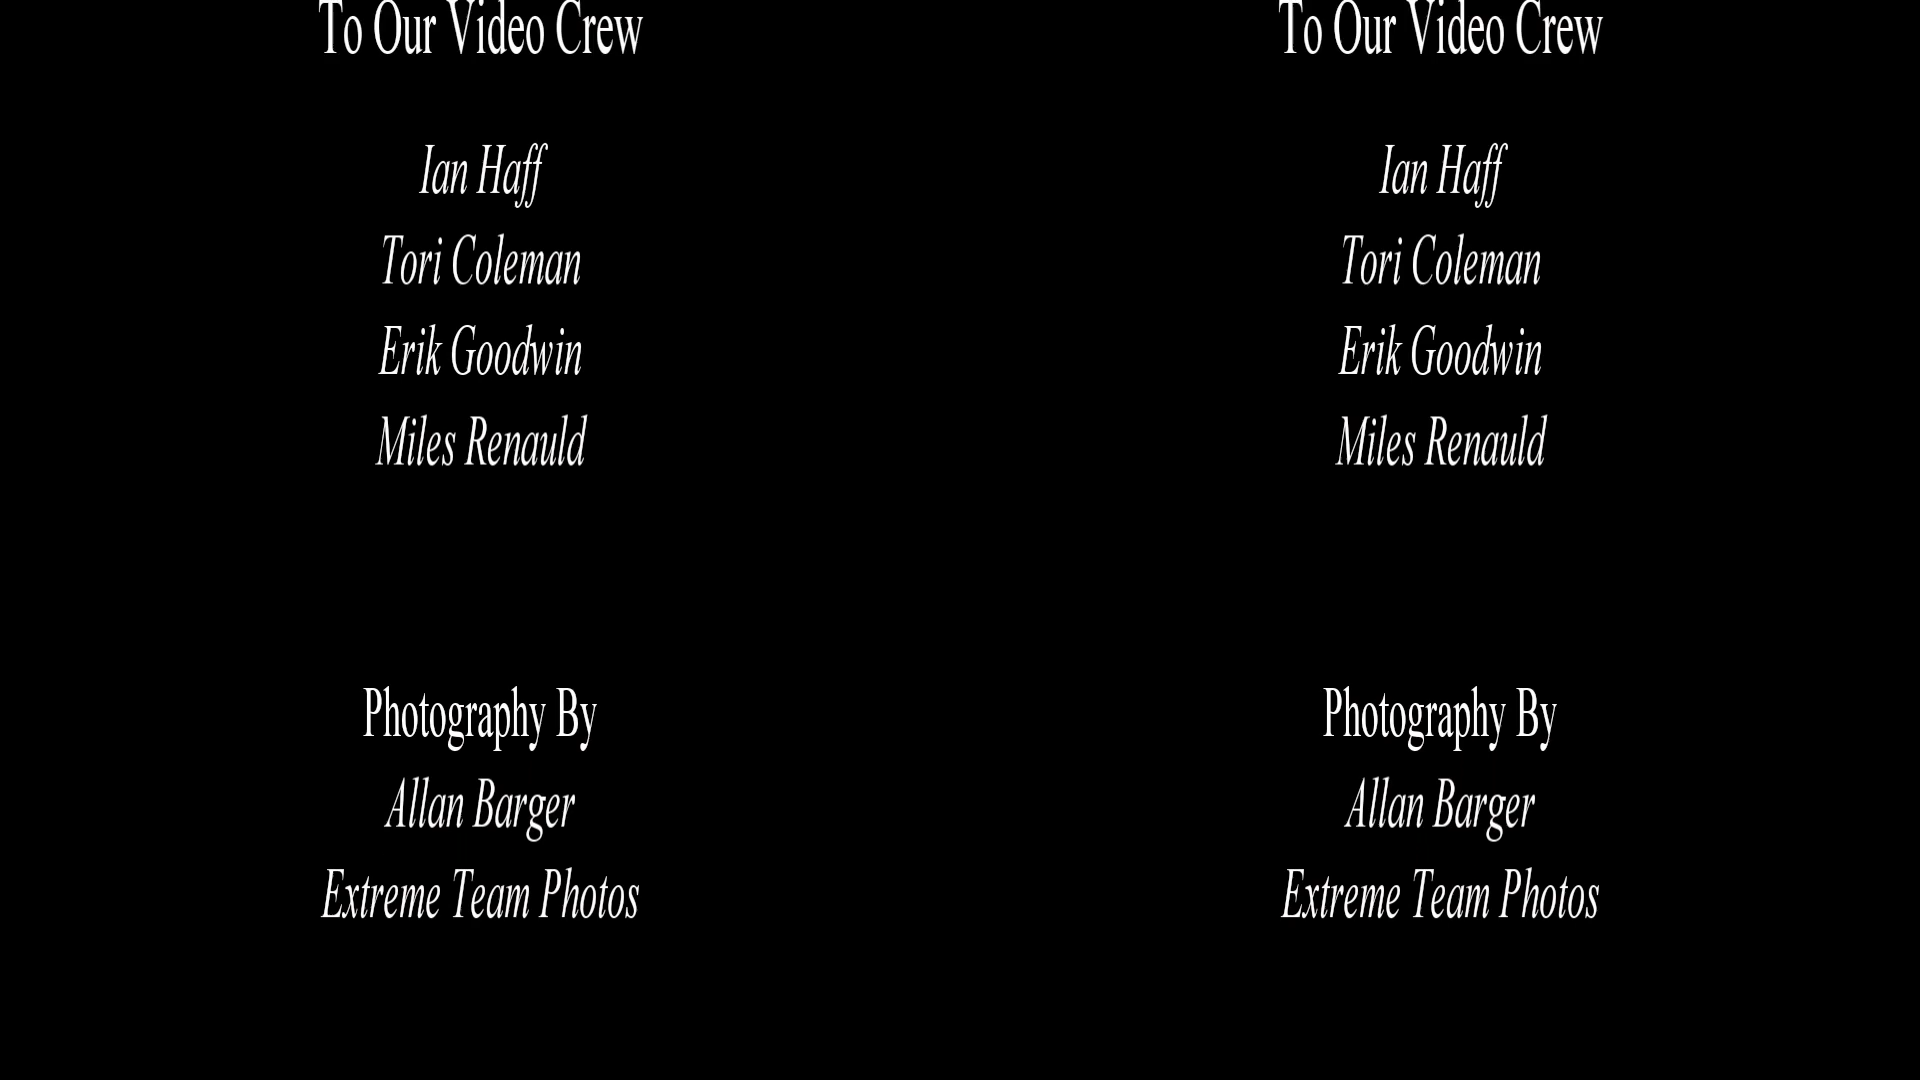 To Our Video Crew
Ian Haff
Tori Coleman
Erik Goodwin
Miles Renauld
Photography By
Allan Barger
Extreme Team Photos
To Our Video Crew
Ian Haff
Tori Coleman
Erik Goodwin
Miles Renauld
Photography By
Allan Barger
Extreme Team Photos